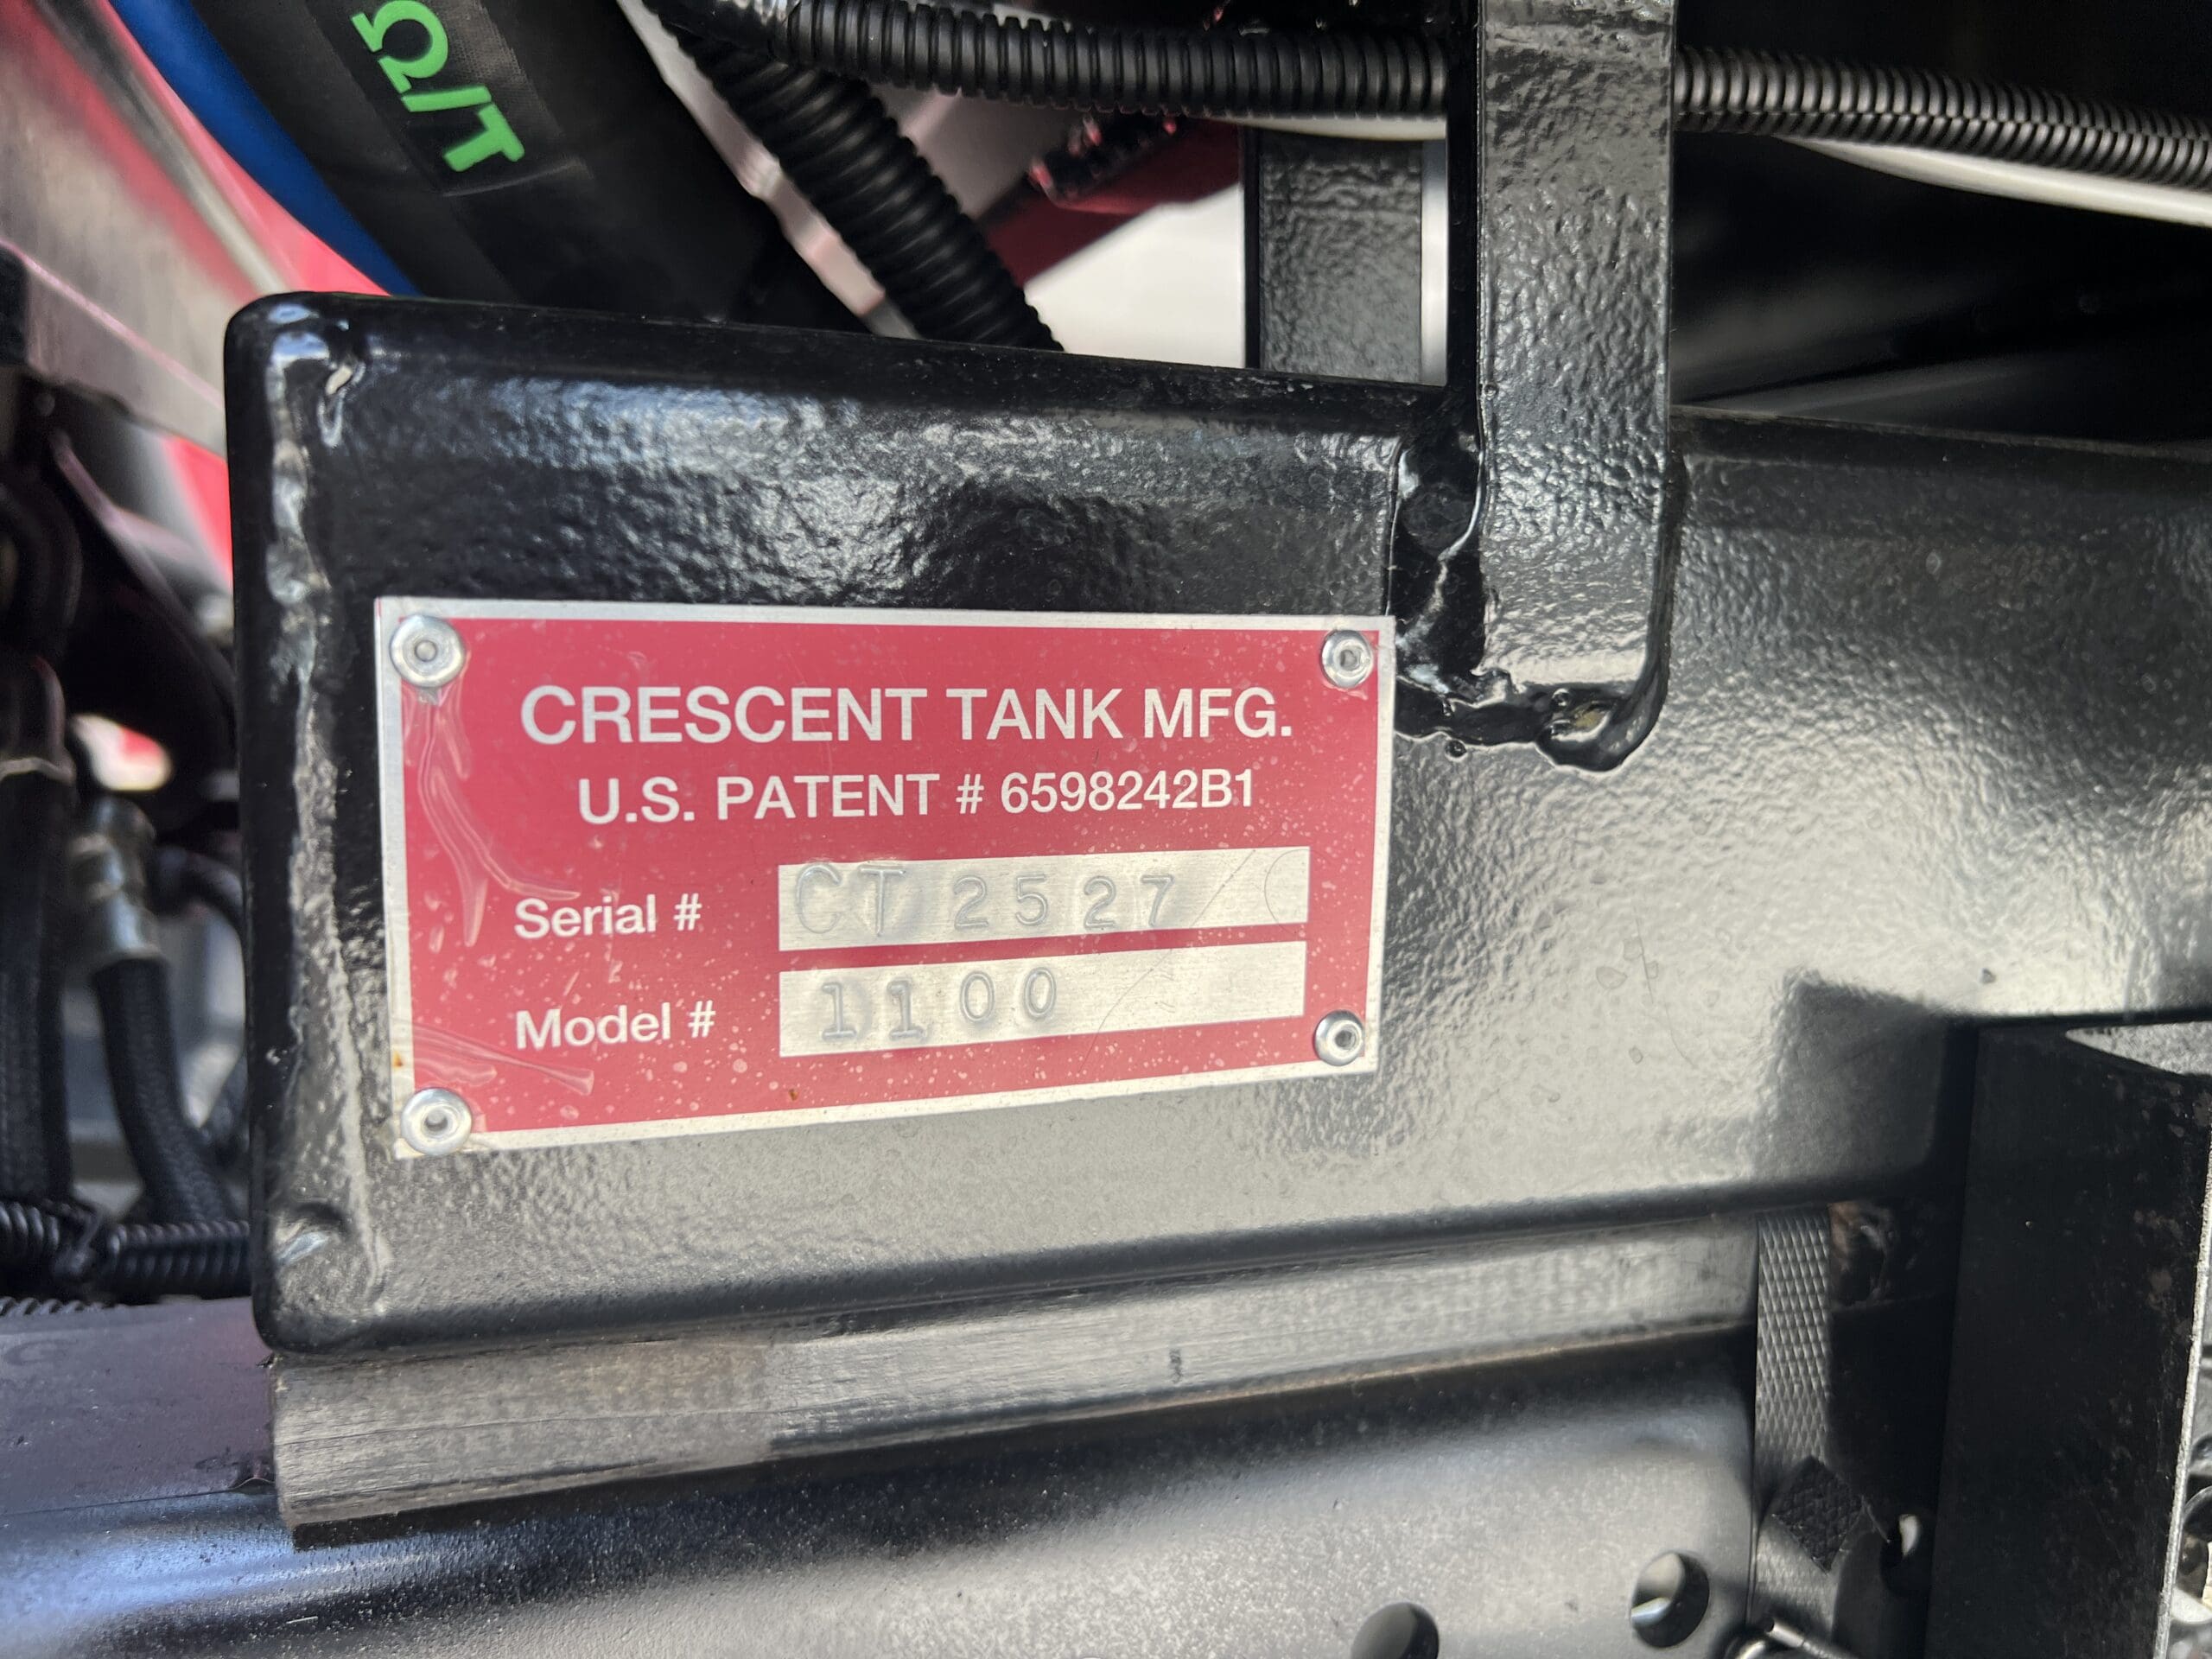 CRESCENT TANK MFG.
U.S. PATENT # 6598242B1
Serial # CT 2527
Model # 1100